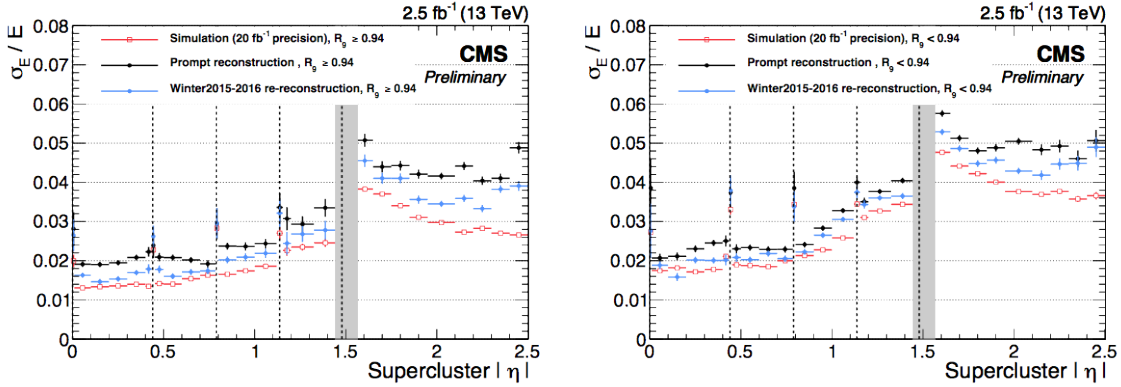 2.5 fb⁻¹ (13 TeV)
σ_E / E
0.08
0.07
0.06
0.05
0.04
0.03
0.02
0.01
0
Simulation (20 fb⁻¹ precision), R₉ ≥ 0.94
Prompt reconstruction , R₉ ≥ 0.94
Winter2015-2016 re-reconstruction, R₉ ≥ 0.94
CMS
Preliminary
0 0.5 1 1.5 2 2.5
Supercluster | η |
2.5 fb⁻¹ (13 TeV)
σ_E / E
0.08
0.07
0.06
0.05
0.04
0.03
0.02
0.01
0
Simulation (20 fb⁻¹ precision), R₉ < 0.94
Prompt reconstruction , R₉ < 0.94
Winter2015-2016 re-reconstruction, R₉ < 0.94
CMS
Preliminary
0 0.5 1 1.5 2 2.5
Supercluster | η |